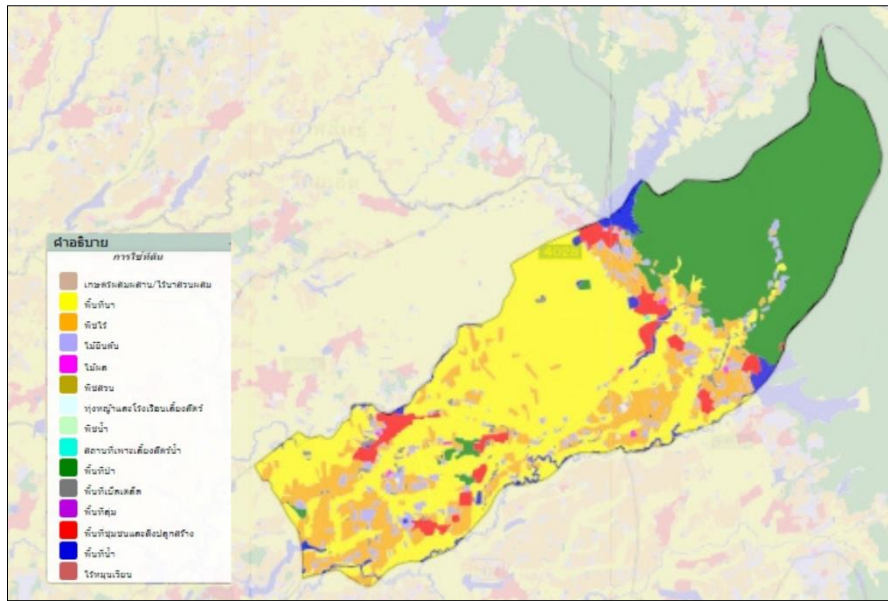 คำอธิบาย
การใช้ที่ดิน
เกษตรผสมผสาน/ไร่นาสวนผสม
พื้นที่นา
พืชไร่
ไม้ยืนต้น
ไม้ผล
พืชสวน
ทุ่งหญ้าและโรงเรือนเลี้ยงสัตว์
พืชน้ำ
สถานที่เพาะเลี้ยงสัตว์น้ำ
พื้นที่ป่า
พื้นที่เบ็ดเตล็ด
พื้นที่ลุ่ม
พื้นที่ชุมชนและสิ่งปลูกสร้าง
พื้นที่น้ำ
ไร่หมุนเวียน